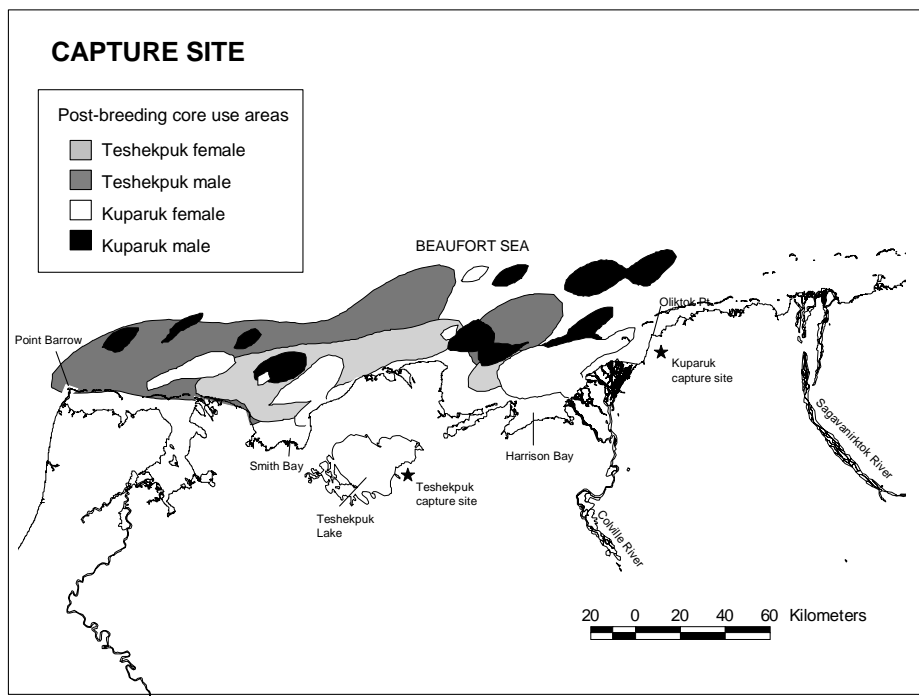 CAPTURE SITE
Post-breeding core use areas
Teshekpuk female
Teshekpuk male
Kuparuk female
Kuparuk male
BEAUFORT SEA
Oliktok Pt.
Point Barrow
Kuparuk
capture site
Sagavanirktok River
Smith Bay
Harrison Bay
Teshekpuk
capture site
Teshekpuk
Lake
Colville River
20 0 20 40 60 Kilometers